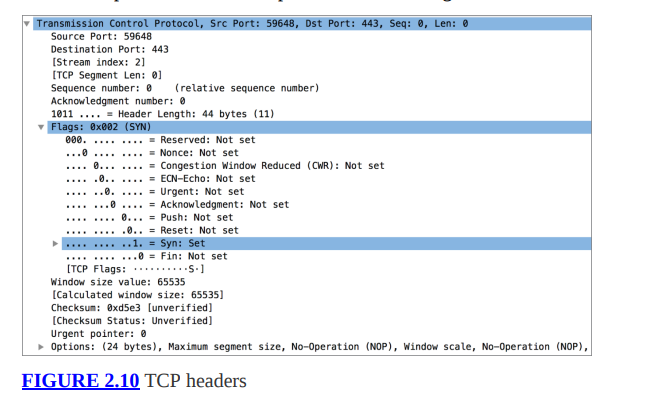 Transmission Control Protocol, Src Port: 59648, Dst Port: 443, Seq: 0, Len: 0
Source Port: 59648
Destination Port: 443
[Stream index: 2]
[TCP Segment Len: 0]
Sequence number: 0    (relative sequence number)
Acknowledgment number: 0
1011 .... = Header Length: 44 bytes (11)
Flags: 0x002 (SYN)
000. .... .... = Reserved: Not set
...0 .... .... = Nonce: Not set
.... 0... .... = Congestion Window Reduced (CWR): Not set
.... .0.. .... = ECN-Echo: Not set
.... ..0. .... = Urgent: Not set
.... ...0 .... = Acknowledgment: Not set
.... .... 0... = Push: Not set
.... .... .0.. = Reset: Not set
.... .... ..1. = Syn: Set
.... .... ...0 = Fin: Not set
[TCP Flags: ··········S·]
Window size value: 65535
[Calculated window size: 65535]
Checksum: 0xd5e3 [unverified]
[Checksum Status: Unverified]
Urgent pointer: 0
Options: (24 bytes), Maximum segment size, No-Operation (NOP), Window scale, No-Operation (NOP),
FIGURE 2.10 TCP headers